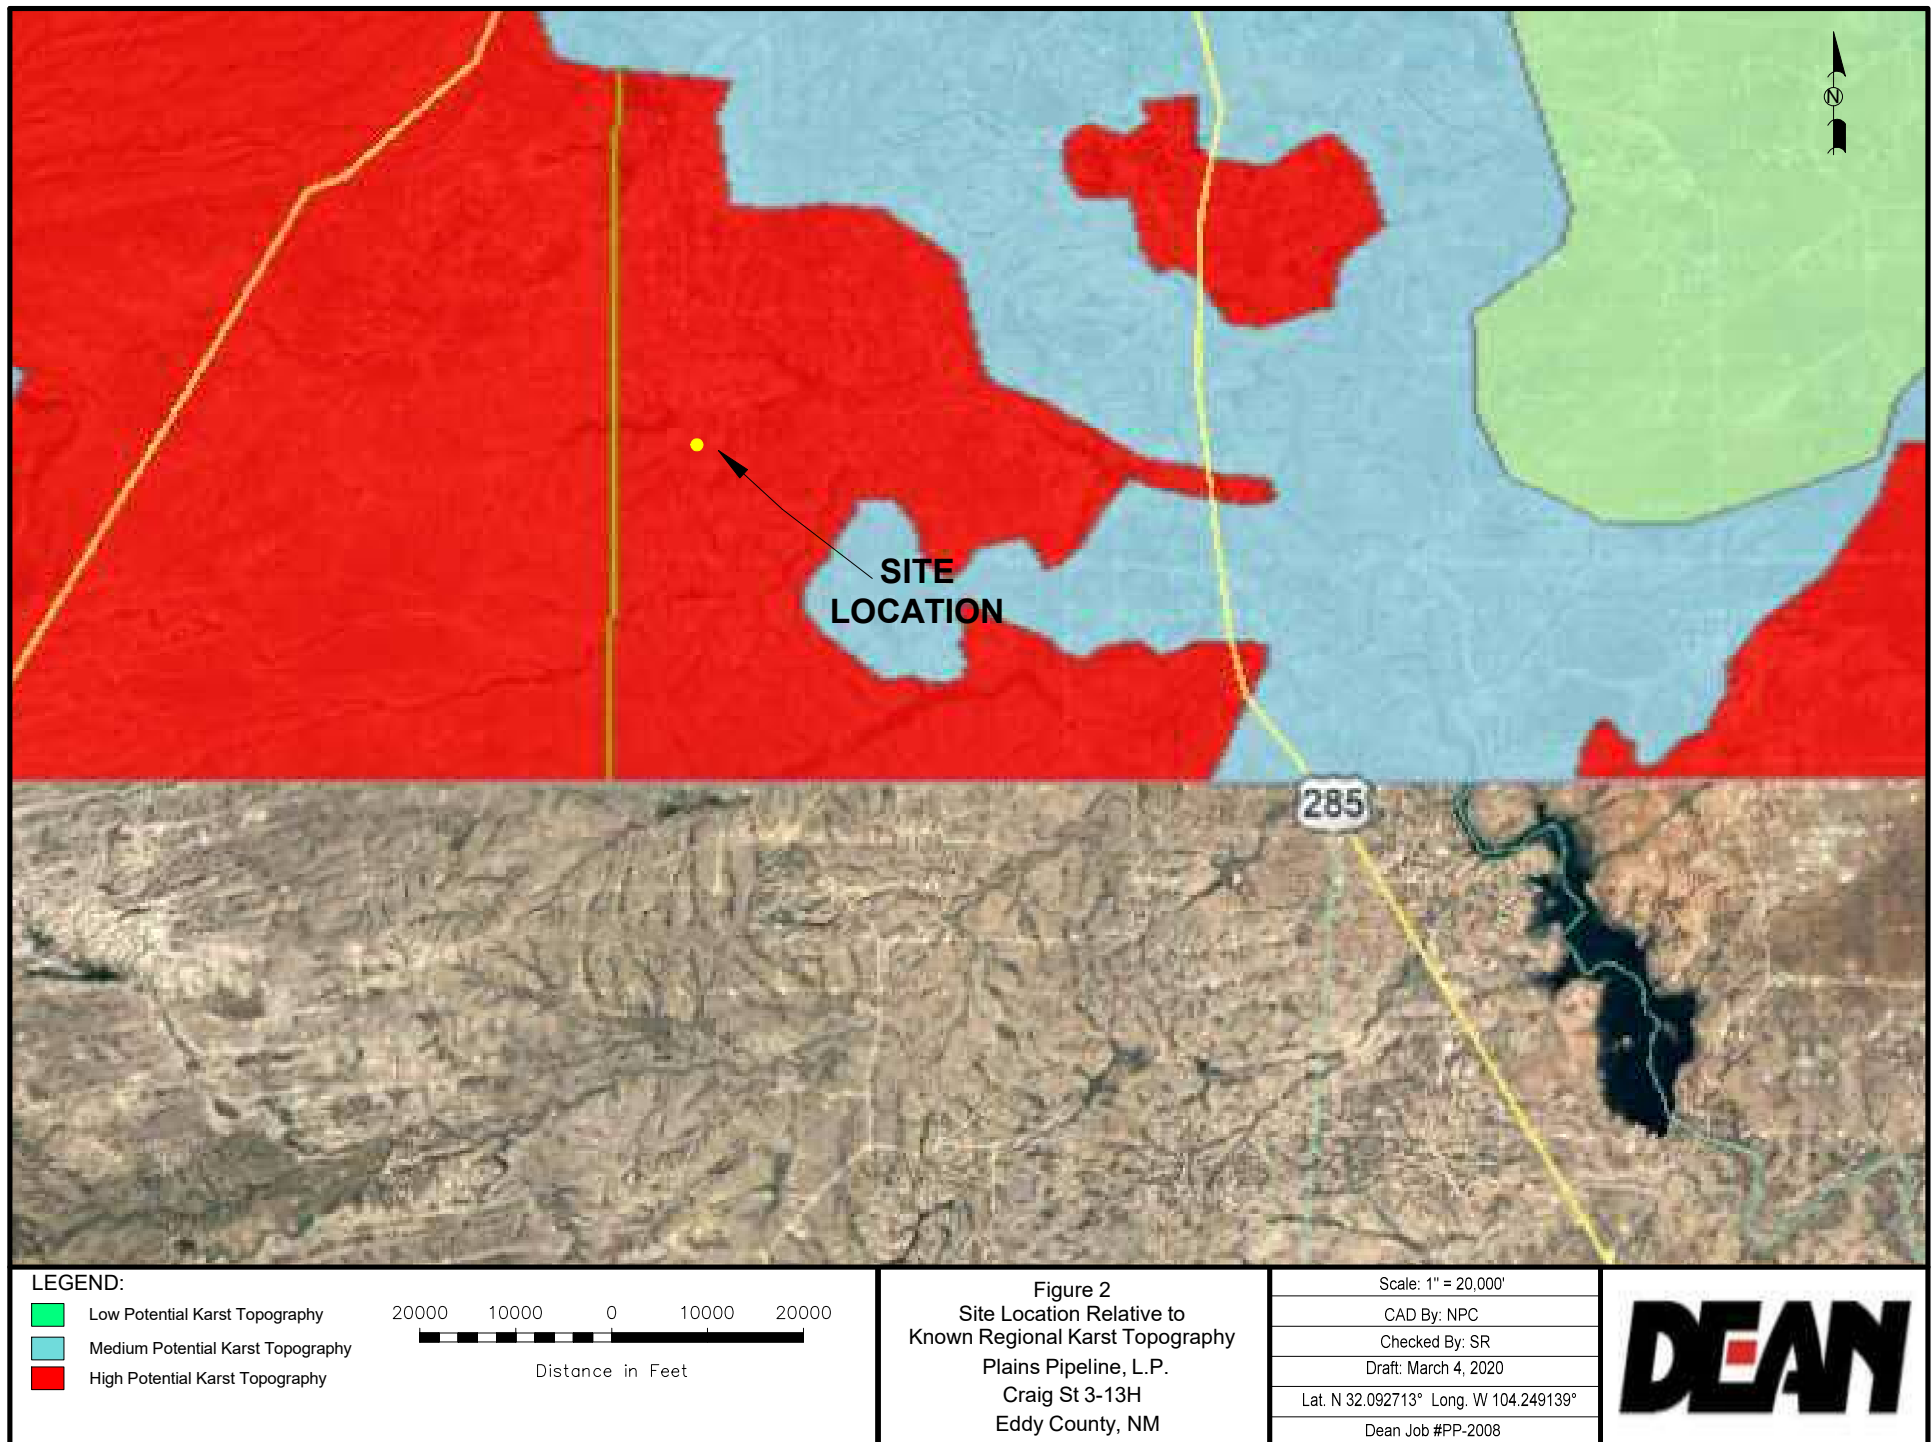 N
SITE
LOCATION
285
LEGEND:
Low Potential Karst Topography
Medium Potential Karst Topography
High Potential Karst Topography
20000 10000 0 10000 20000
Distance in Feet
Figure 2
Site Location Relative to
Known Regional Karst Topography
Plains Pipeline, L.P.
Craig St 3-13H
Eddy County, NM
Scale: 1" = 20,000'
CAD By: NPC
Checked By: SR
Draft: March 4, 2020
Lat. N 32.092713° Long. W 104.249139°
Dean Job #PP-2008
DEAN